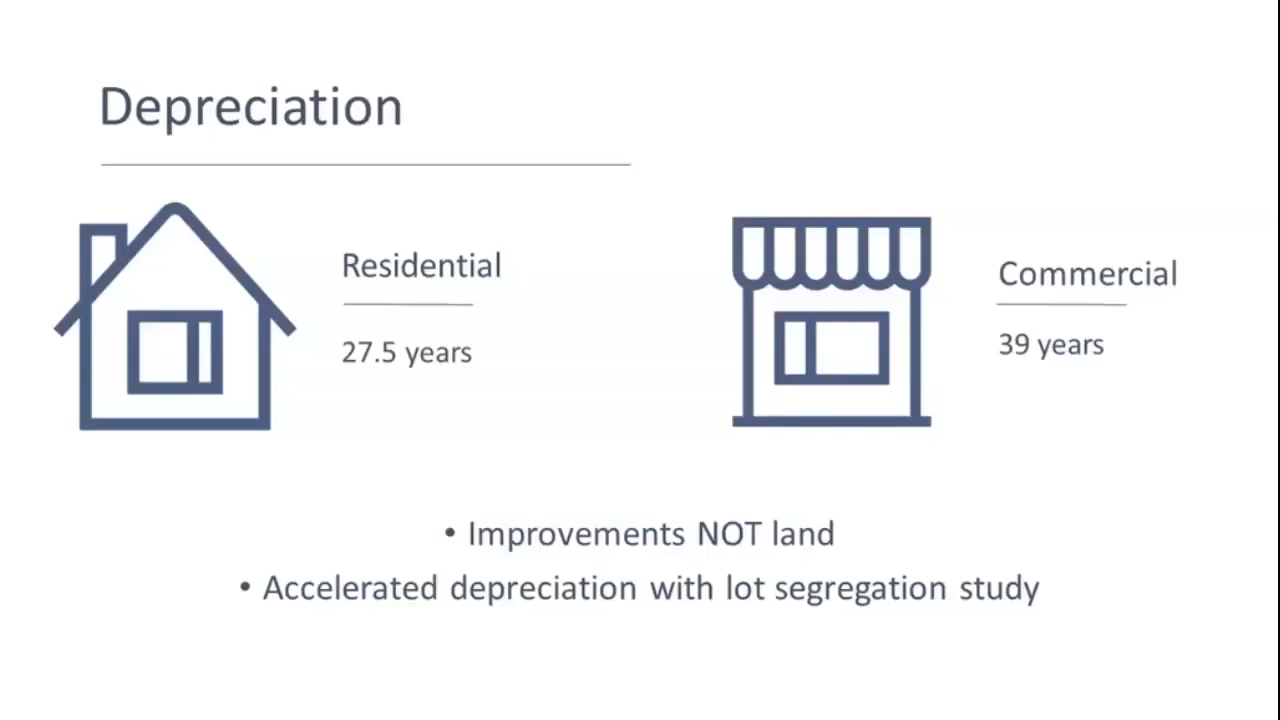 Depreciation
Residential
27.5 years
Commercial
39 years
• Improvements NOT land
• Accelerated depreciation with lot segregation study